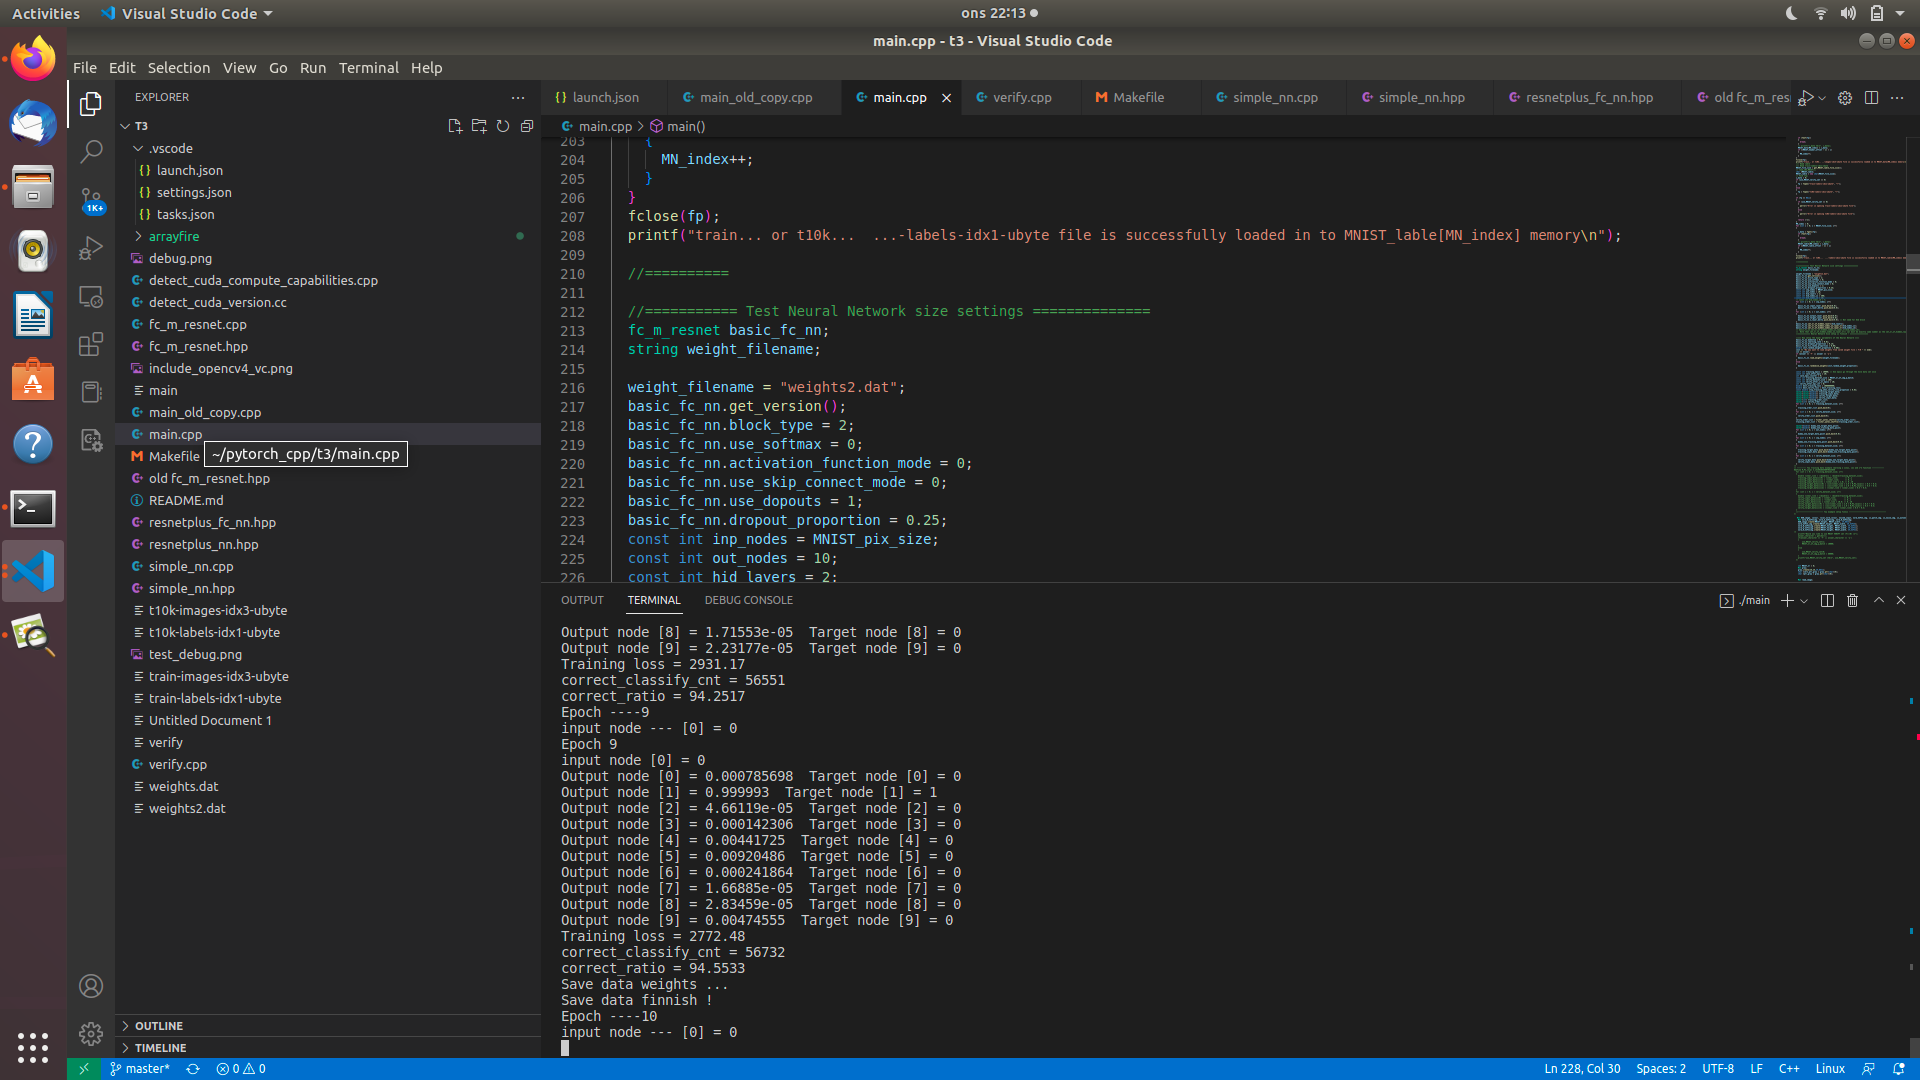 Activities
Visual Studio Code
ons 22:13
main.cpp - t3 - Visual Studio Code
File Edit Selection View Go Run Terminal Help
EXPLORER
T3
.vscode
launch.json
settings.json
tasks.json
arrayfire
debug.png
detect_cuda_compute_capabilities.cpp
detect_cuda_version.cc
fc_m_resnet.cpp
fc_m_resnet.hpp
include_opencv4_vc.png
main
main_old_copy.cpp
main.cpp
~/pytorch_cpp/t3/main.cpp
Makefile
old fc_m_resnet.hpp
README.md
resnetplus_fc_nn.hpp
resnetplus_nn.hpp
simple_nn.cpp
simple_nn.hpp
t10k-images-idx3-ubyte
t10k-labels-idx1-ubyte
test_debug.png
train-images-idx3-ubyte
train-labels-idx1-ubyte
Untitled Document 1
verify
verify.cpp
weights.dat
weights2.dat
OUTLINE
TIMELINE
1K+
launch.json main_old_copy.cpp main.cpp verify.cpp Makefile simple_nn.cpp simple_nn.hpp resnetplus_fc_nn.hpp old fc_m_res
main.cpp > main()
203 {
204 MN_index++;
205 }
206 }
207 fclose(fp);
208 printf("train... or t10k...  ...-labels-idx1-ubyte file is successfully loaded in to MNIST_lable[MN_index] memory\n");
209
210 //==========
211
212 //=========== Test Neural Network size settings ==============
213 fc_m_resnet basic_fc_nn;
214 string weight_filename;
215
216 weight_filename = "weights2.dat";
217 basic_fc_nn.get_version();
218 basic_fc_nn.block_type = 2;
219 basic_fc_nn.use_softmax = 0;
220 basic_fc_nn.activation_function_mode = 0;
221 basic_fc_nn.use_skip_connect_mode = 0;
222 basic_fc_nn.use_dopouts = 1;
223 basic_fc_nn.dropout_proportion = 0.25;
224 const int inp_nodes = MNIST_pix_size;
225 const int out_nodes = 10;
226 const int hid_layers = 2;
OUTPUT TERMINAL DEBUG CONSOLE
./main
Output node [8] = 1.71553e-05  Target node [8] = 0
Output node [9] = 2.23177e-05  Target node [9] = 0
Training loss = 2931.17
correct_classify_cnt = 56551
correct_ratio = 94.2517
Epoch ----9
input node --- [0] = 0
Epoch 9
input node [0] = 0
Output node [0] = 0.000785698  Target node [0] = 0
Output node [1] = 0.999993  Target node [1] = 1
Output node [2] = 4.66119e-05  Target node [2] = 0
Output node [3] = 0.000142306  Target node [3] = 0
Output node [4] = 0.00441725  Target node [4] = 0
Output node [5] = 0.00920486  Target node [5] = 0
Output node [6] = 0.000241864  Target node [6] = 0
Output node [7] = 1.66885e-05  Target node [7] = 0
Output node [8] = 2.83459e-05  Target node [8] = 0
Output node [9] = 0.00474555  Target node [9] = 0
Training loss = 2772.48
correct_classify_cnt = 56732
correct_ratio = 94.5533
Save data weights ...
Save data finnish !
Epoch ----10
input node --- [0] = 0
master* 0 0
Ln 228, Col 30 Spaces: 2 UTF-8 LF C++ Linux